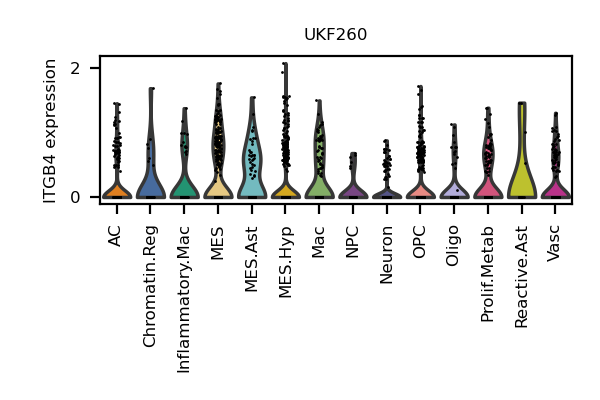 UKF260
ITGB4 expression
2
0
AC
Chromatin.Reg
Inflammatory.Mac
MES
MES.Ast
MES.Hyp
Mac
NPC
Neuron
OPC
Oligo
Prolif.Metab
Reactive.Ast
Vasc